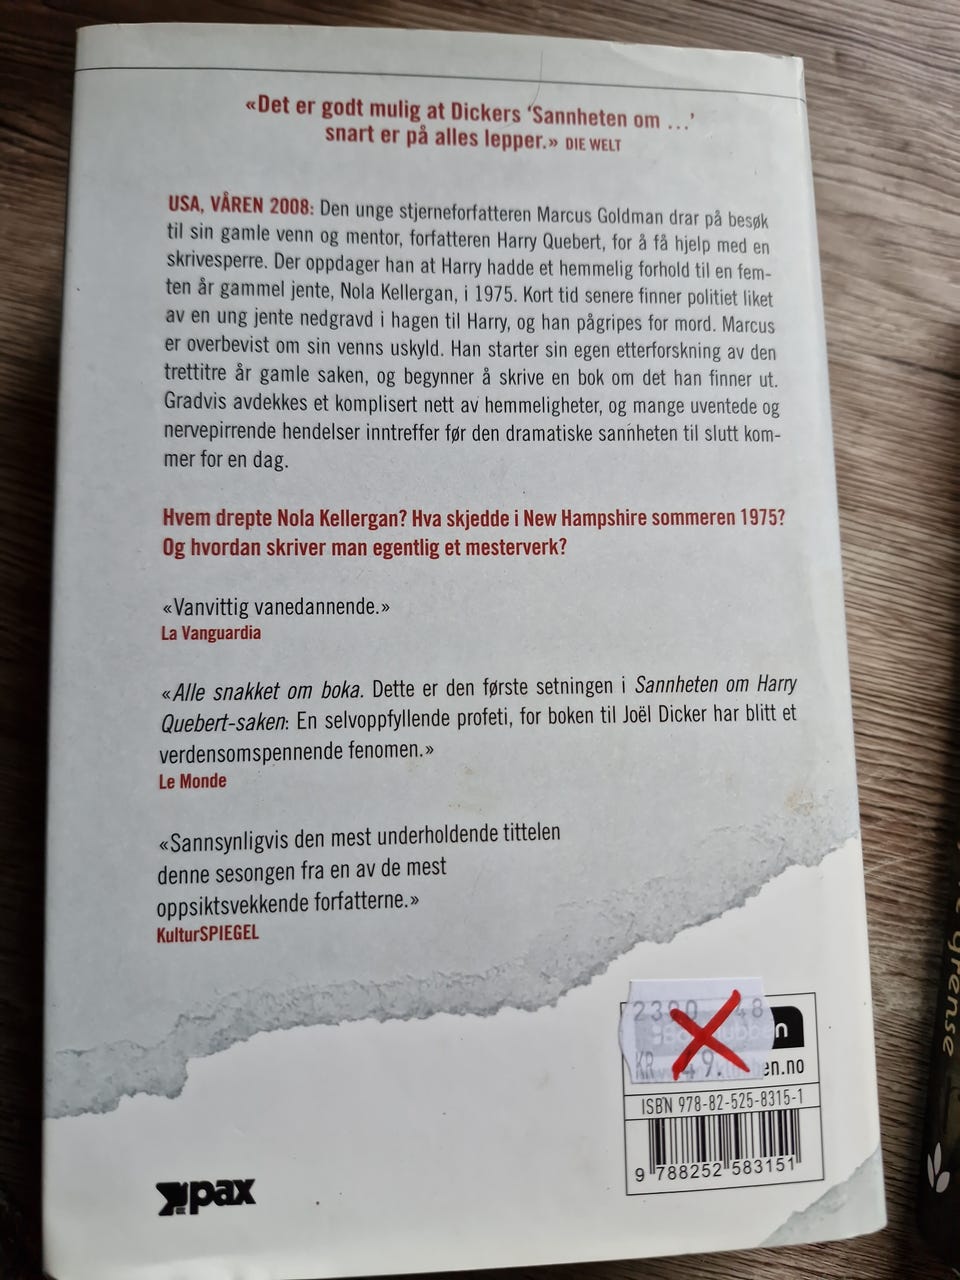 «Det er godt mulig at Dickers ‘Sannheten om ...’
snart er på alles lepper.» DIE WELT
USA, VÅREN 2008: Den unge stjerneforfatteren Marcus Goldman drar på besøk
til sin gamle venn og mentor, forfatteren Harry Quebert, for å få hjelp med en
skrivesperre. Der oppdager han at Harry hadde et hemmelig forhold til en fem-
ten år gammel jente, Nola Kellergan, i 1975. Kort tid senere finner politiet liket
av en ung jente nedgravd i hagen til Harry, og han pågripes for mord. Marcus
er overbevist om sin venns uskyld. Han starter sin egen etterforskning av den
trettitre år gamle saken, og begynner å skrive en bok om det han finner ut.
Gradvis avdekkes et komplisert nett av hemmeligheter, og mange uventede og
nervepirrende hendelser inntreffer før den dramatiske sannheten til slutt kom-
mer for en dag.
Hvem drepte Nola Kellergan? Hva skjedde i New Hampshire sommeren 1975?
Og hvordan skriver man egentlig et mesterverk?
«Vanvittig vanedannende.»
La Vanguardia
«Alle snakket om boka. Dette er den første setningen i Sannheten om Harry
Quebert-saken: En selvoppfyllende profeti, for boken til Joël Dicker har blitt et
verdensomspennende fenomen.»
Le Monde
«Sannsynligvis den mest underholdende tittelen
denne sesongen fra en av de mest
oppsiktsvekkende forfatterne.»
KulturSPIEGEL
KR
en.no
ISBN 978-82-525-8315-1
9 788252 583151
pax